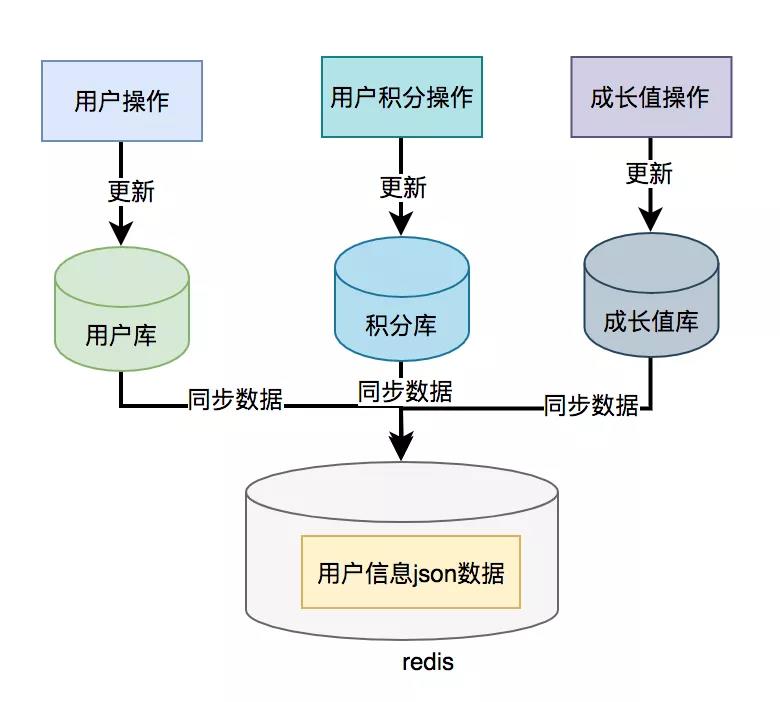 用户操作
用户积分操作
成长值操作
更新
更新
更新
用户库
积分库
成长值库
同步数据
同步数据
同步数据
用户信息json数据
redis